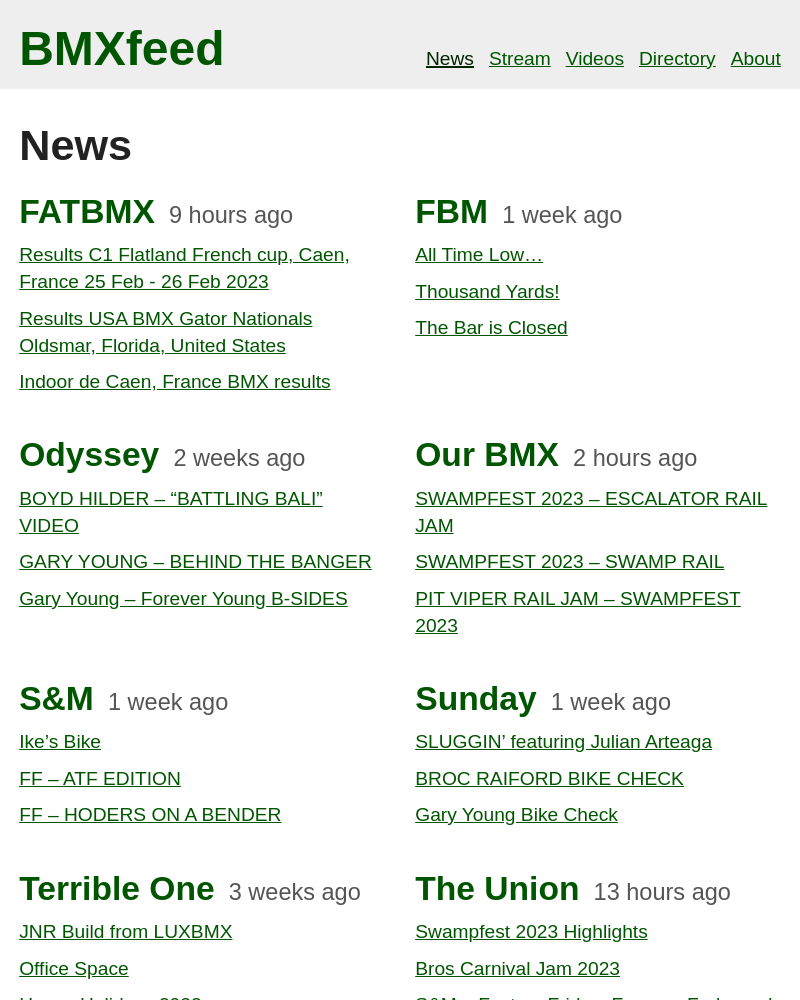 BMXfeed
News Stream Videos Directory About
News
FATBMX 9 hours ago
Results C1 Flatland French cup, Caen,
France 25 Feb - 26 Feb 2023
Results USA BMX Gator Nationals
Oldsmar, Florida, United States
Indoor de Caen, France BMX results
FBM 1 week ago
All Time Low…
Thousand Yards!
The Bar is Closed
Odyssey 2 weeks ago
BOYD HILDER – “BATTLING BALI”
VIDEO
GARY YOUNG – BEHIND THE BANGER
Gary Young – Forever Young B-SIDES
Our BMX 2 hours ago
SWAMPFEST 2023 – ESCALATOR RAIL
JAM
SWAMPFEST 2023 – SWAMP RAIL
PIT VIPER RAIL JAM – SWAMPFEST
2023
S&M 1 week ago
Ike’s Bike
FF – ATF EDITION
FF – HODERS ON A BENDER
Sunday 1 week ago
SLUGGIN’ featuring Julian Arteaga
BROC RAIFORD BIKE CHECK
Gary Young Bike Check
Terrible One 3 weeks ago
JNR Build from LUXBMX
Office Space
The Union 13 hours ago
Swampfest 2023 Highlights
Bros Carnival Jam 2023